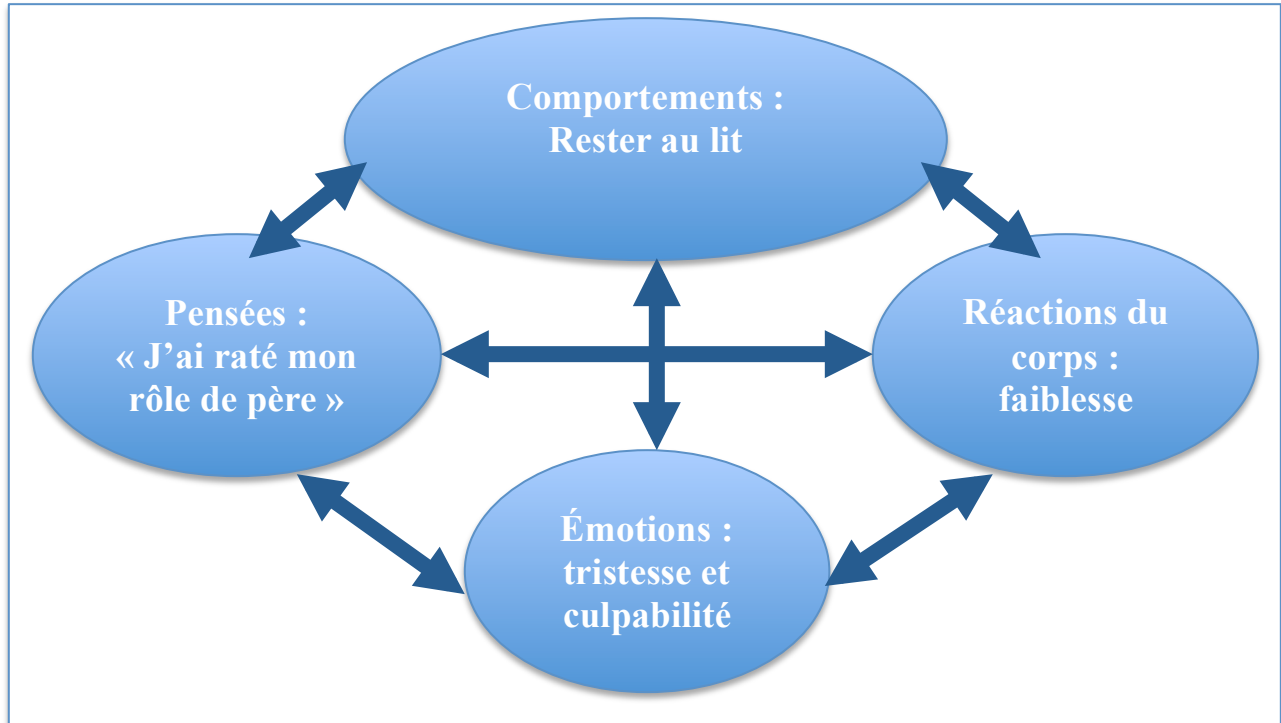 Comportements :
Rester au lit
Pensées :
« J’ai raté mon
rôle de père »
Réactions du
corps :
faiblesse
Émotions :
tristesse et
culpabilité